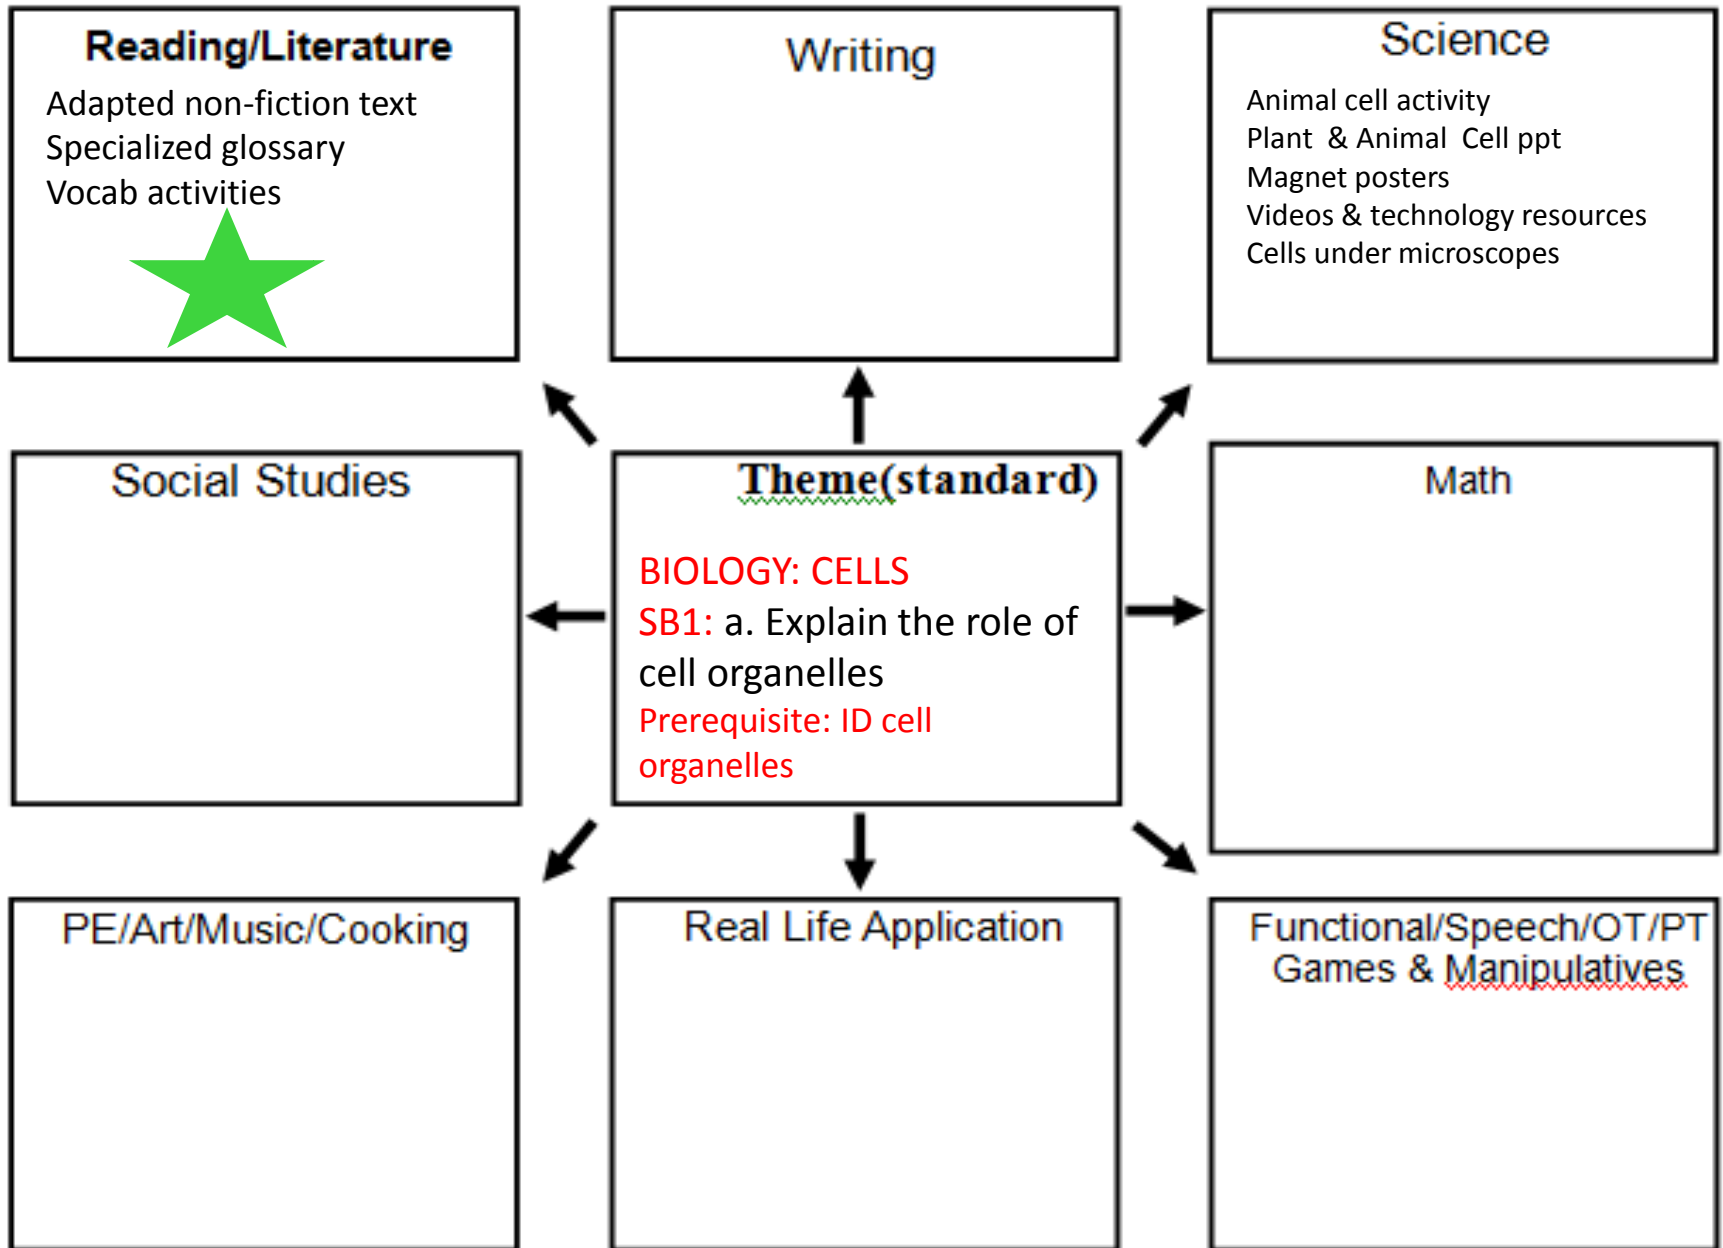 Reading/Literature
Adapted non-fiction text
Specialized glossary
Vocab activities
Writing
Science
Animal cell activity
Plant & Animal Cell ppt
Magnet posters
Videos & technology resources
Cells under microscopes
Social Studies
Theme(standard)
BIOLOGY: CELLS
SB1: a. Explain the role of
cell organelles
Prerequisite: ID cell
organelles
Math
PE/Art/Music/Cooking
Real Life Application
Functional/Speech/OT/PT
Games & Manipulatives